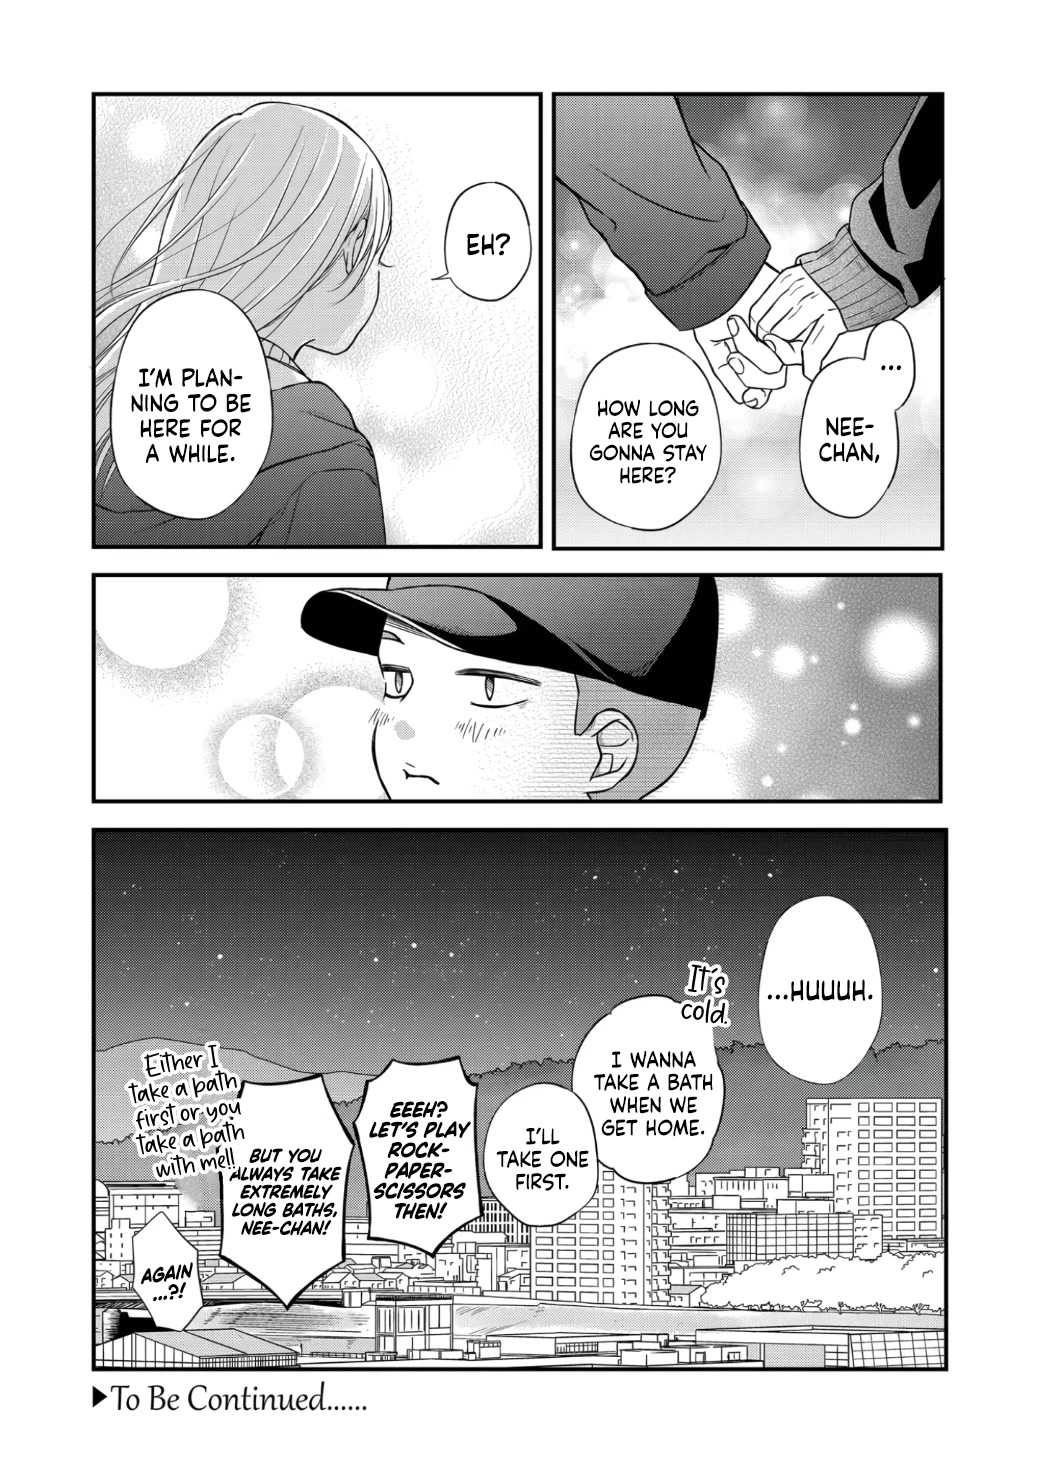 ...
NEE-
CHAN,
HOW LONG
ARE YOU
GONNA STAY
HERE?
EH?
I'M PLAN-
NING TO BE
HERE FOR
A WHILE.
...HUUUH.
It's
cold.
I WANNA
TAKE A BATH
WHEN WE
GET HOME.
I'LL
TAKE ONE
FIRST.
EEEH?
LET'S PLAY
ROCK-
PAPER-
SCISSORS
THEN!
BUT YOU
ALWAYS TAKE
EXTREMELY
LONG BATHS,
NEE-CHAN!
Either I
take a bath
first or you
take a bath
with me!!
AGAIN
...?!
To Be Continued......